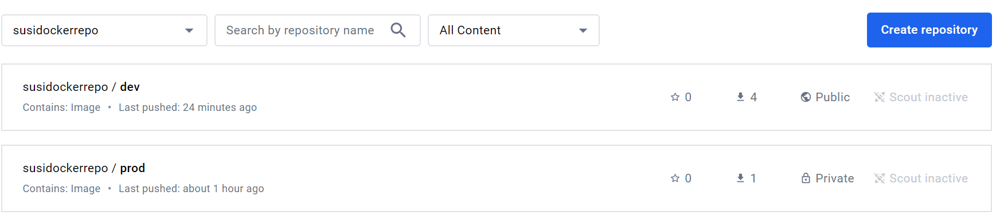 susidockerrepo
Search by repository name
All Content
Create repository
susidockerrepo / dev
Contains: Image • Last pushed: 24 minutes ago
0
4
Public
Scout inactive
susidockerrepo / prod
Contains: Image • Last pushed: about 1 hour ago
0
1
Private
Scout inactive